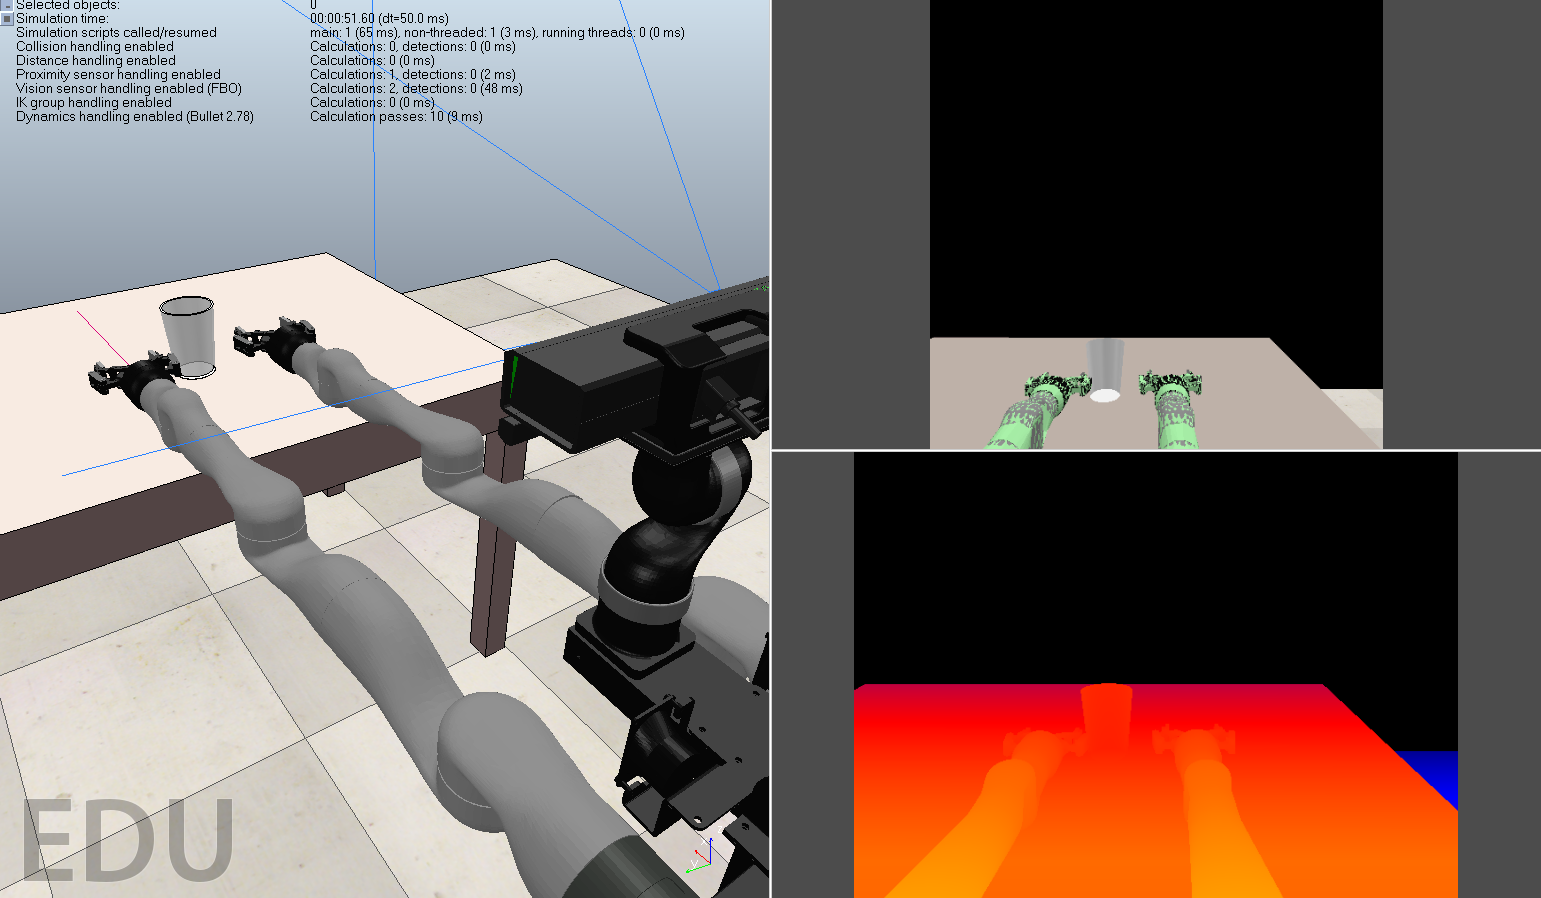 Selected objects: 0
Simulation time: 00:00:51.60 (dt=50.0 ms)
Simulation scripts called/resumed main: 1 (65 ms), non-threaded: 1 (3 ms), running threads: 0 (0 ms)
Collision handling enabled Calculations: 0, detections: 0 (0 ms)
Distance handling enabled Calculations: 0 (0 ms)
Proximity sensor handling enabled Calculations: 1, detections: 0 (2 ms)
Vision sensor handling enabled (FBO) Calculations: 2, detections: 0 (48 ms)
IK group handling enabled Calculations: 0 (0 ms)
Dynamics handling enabled (Bullet 2.78) Calculation passes: 10 (9 ms)
EDU